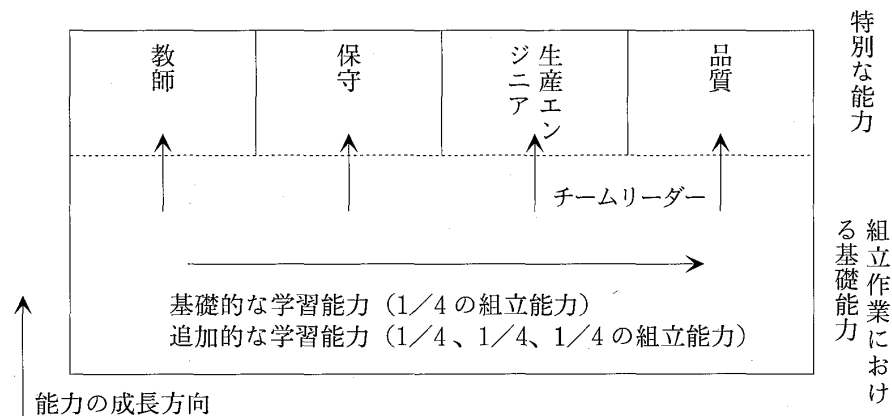 特別な能力
教師
保守
生産エン
ジニア
品質
チームリーダー
組立作業におけ
る基礎能力
基礎的な学習能力（1／4の組立能力）
追加的な学習能力（1／4、1／4、1／4の組立能力）
能力の成長方向